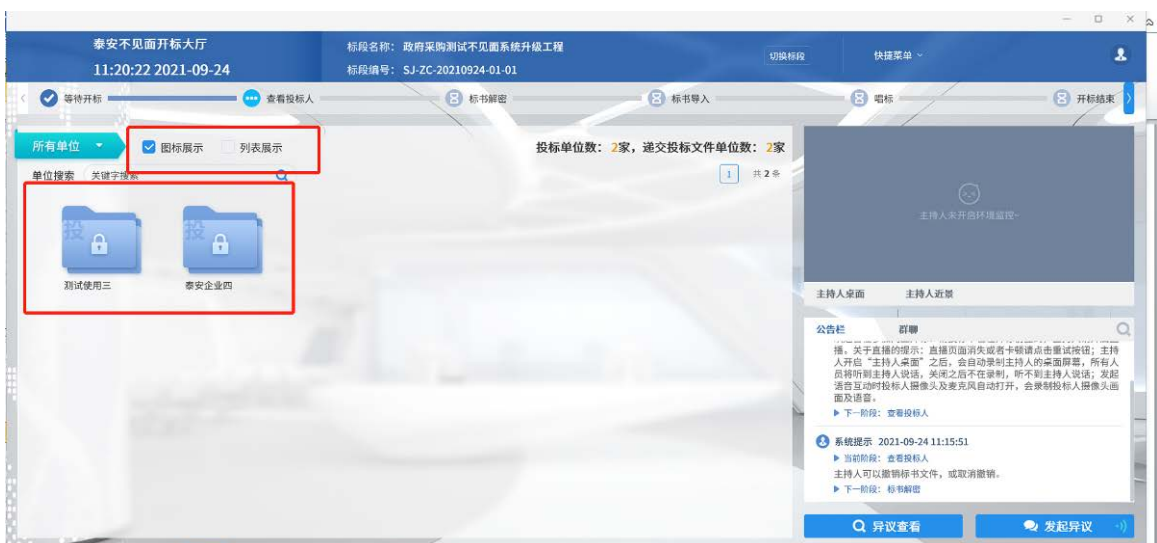 泰安不见面开标大厅
11:20:22 2021-09-24
标段名称: 政府采购测试不见面系统升级工程
标段编号: SJ-ZC-20210924-01-01
切换标段
快捷菜单
等待开标
查看投标人
标书解密
标书导入
唱标
开标结束
所有单位
图标展示
列表展示
投标单位数: 2家, 递交投标文件单位数: 2家
单位搜索
关键字搜索
1
共 2 条
投
投
测试使用三
泰安企业四
主持人未开启环境监控~
主持人桌面
主持人近景
公告栏
群聊
播, 关于直播的提示: 直播页面消失或者卡顿请点击重试按钮; 主持
人开启“主持人桌面”之后, 会自动录制主持人的桌面屏幕, 所有人
员将听到主持人说话, 关闭之后不在录制, 听不到主持人说话; 发起
语音互动时投标人摄像头及麦克风自动打开, 会录制投标人摄像头画
面及语音。
下一阶段: 查看投标人
系统提示 2021-09-24 11:15:51
当前阶段: 查看投标人
主持人可以撤销标书文件, 或取消撤销。
下一阶段: 标书解密
异议查看
发起异议